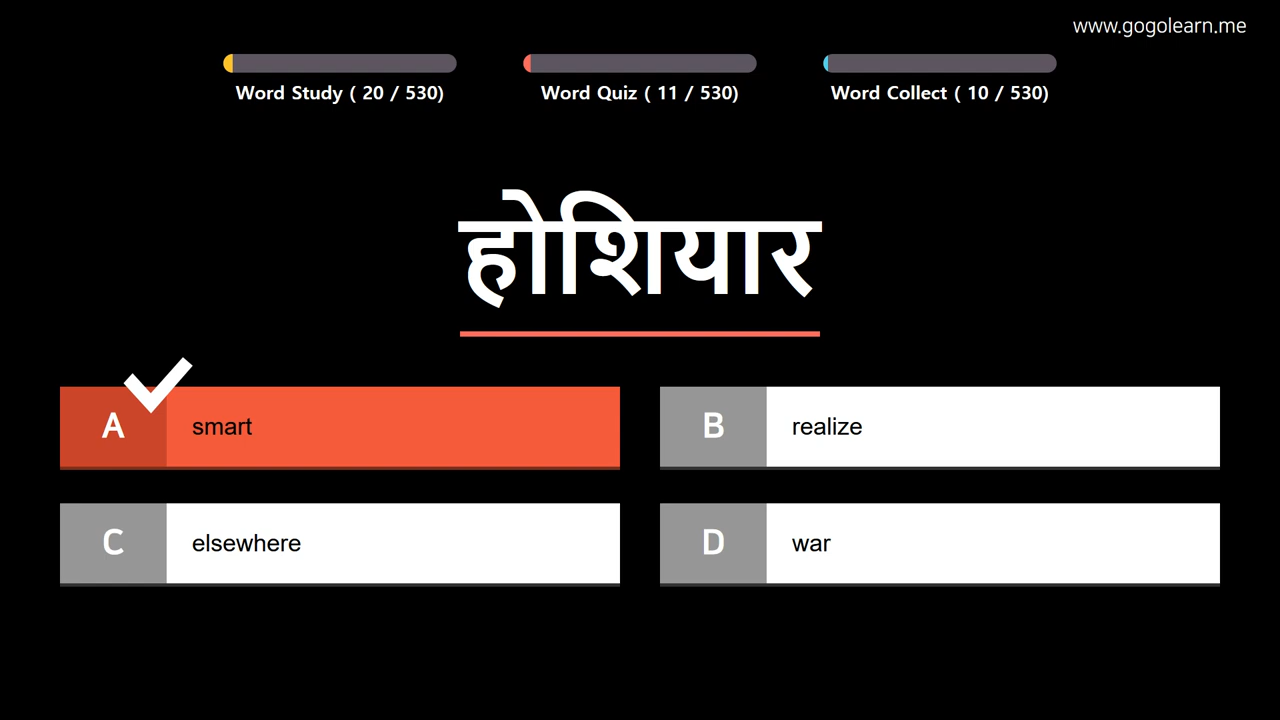 www.gogolearn.me
Word Study ( 20 / 530)
Word Quiz ( 11 / 530)
Word Collect ( 10 / 530)
होशियार
A smart
B realize
C elsewhere
D war